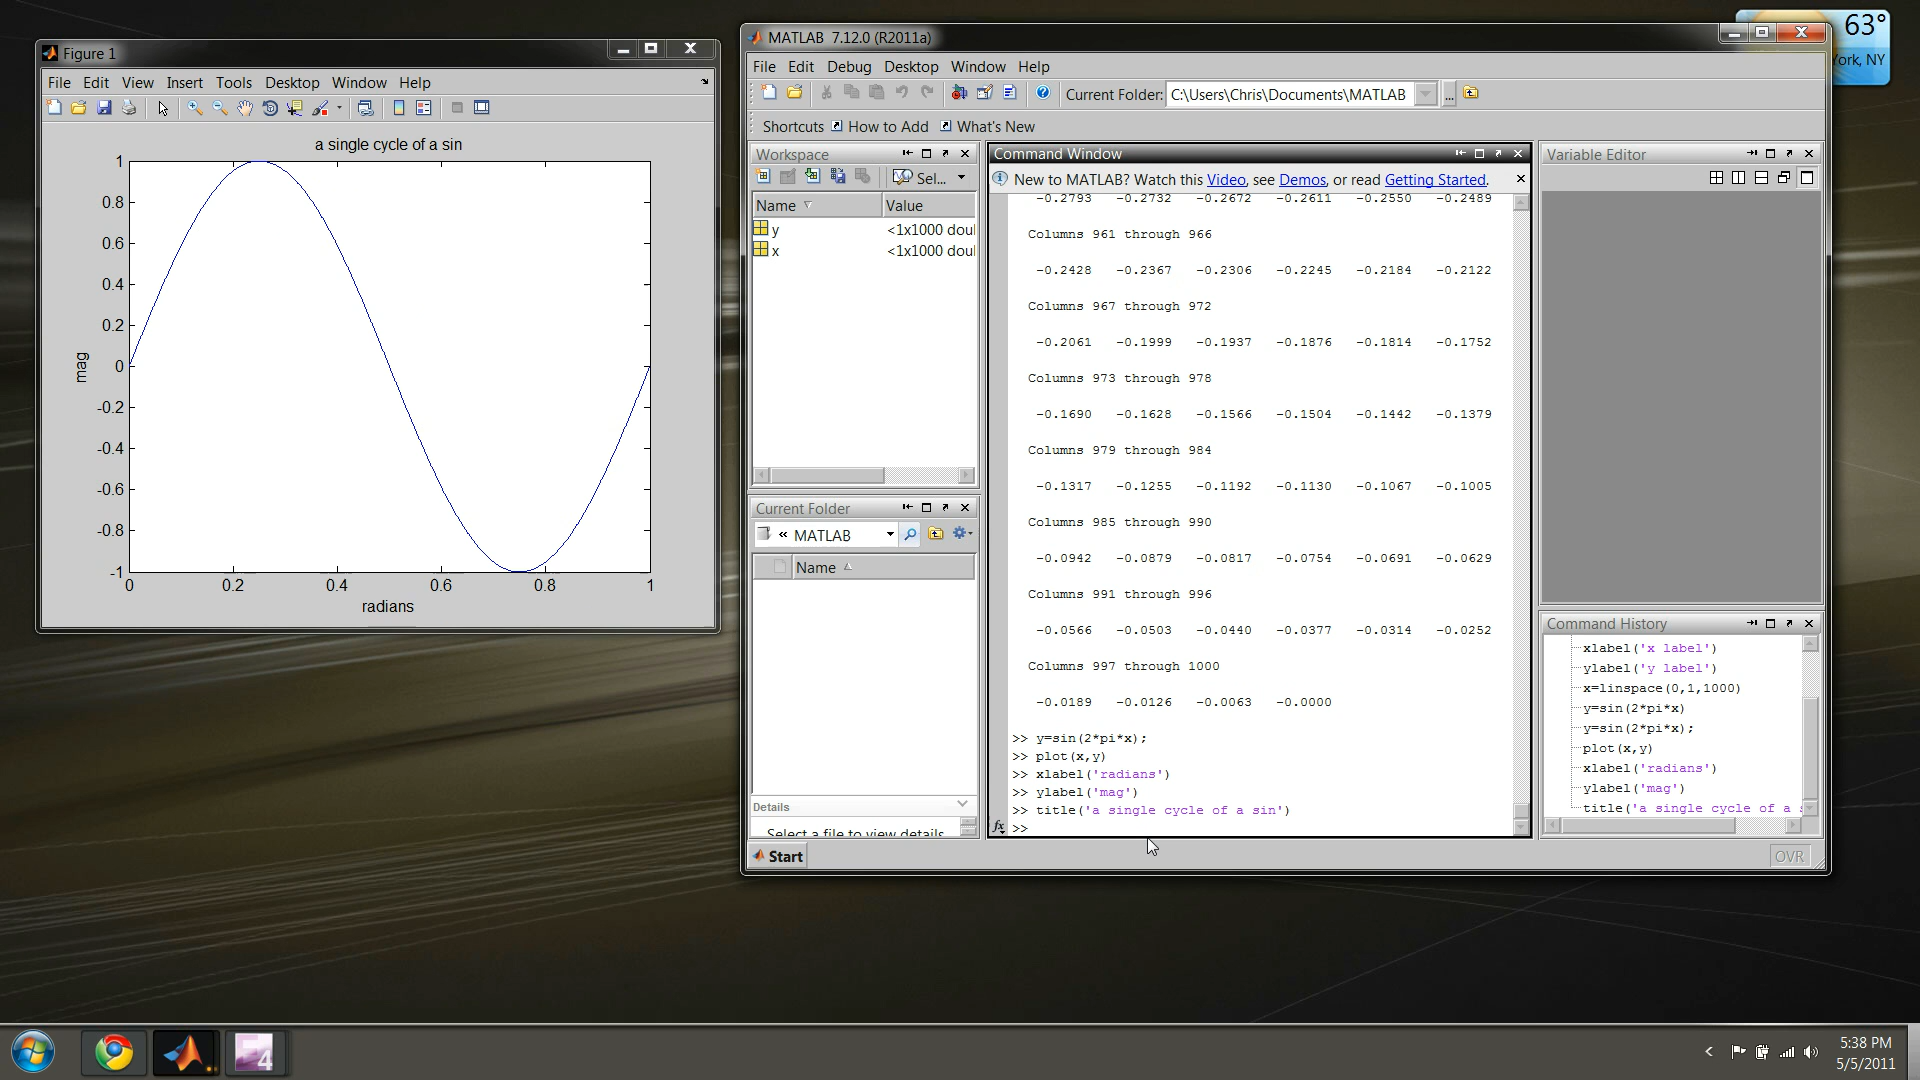 Figure 1
File Edit View Insert Tools Desktop Window Help
a single cycle of a sin
1
0.8
0.6
0.4
0.2
0
-0.2
-0.4
-0.6
-0.8
-1
mag
0 0.2 0.4 0.6 0.8 1
radians
63°
York, NY
MATLAB 7.12.0 (R2011a)
File Edit Debug Desktop Window Help
Current Folder: C:\Users\Chris\Documents\MATLAB ...
Shortcuts How to Add What's New
Workspace
Sel...
Name Value
y <1x1000 doul
x <1x1000 doul
Current Folder
« MATLAB
Name
Details
Select a file to view details
Start
Command Window
New to MATLAB? Watch this Video, see Demos, or read Getting Started.
-0.2793 -0.2732 -0.2672 -0.2611 -0.2550 -0.2489
Columns 961 through 966
-0.2428 -0.2367 -0.2306 -0.2245 -0.2184 -0.2122
Columns 967 through 972
-0.2061 -0.1999 -0.1937 -0.1876 -0.1814 -0.1752
Columns 973 through 978
-0.1690 -0.1628 -0.1566 -0.1504 -0.1442 -0.1379
Columns 979 through 984
-0.1317 -0.1255 -0.1192 -0.1130 -0.1067 -0.1005
Columns 985 through 990
-0.0942 -0.0879 -0.0817 -0.0754 -0.0691 -0.0629
Columns 991 through 996
-0.0566 -0.0503 -0.0440 -0.0377 -0.0314 -0.0252
Columns 997 through 1000
-0.0189 -0.0126 -0.0063 -0.0000
>> y=sin(2*pi*x);
>> plot(x,y)
>> xlabel('radians')
>> ylabel('mag')
>> title('a single cycle of a sin')
fx >>
Variable Editor
Command History
xlabel('x label')
ylabel('y label')
x=linspace(0,1,1000)
y=sin(2*pi*x)
y=sin(2*pi*x);
plot(x,y)
xlabel('radians')
ylabel('mag')
title('a single cycle of a s
OVR
E4
5:38 PM
5/5/2011